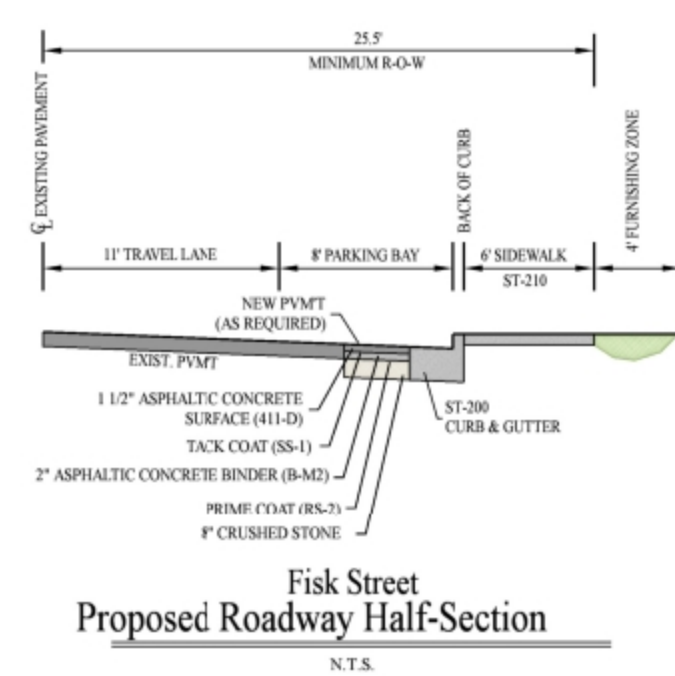 25.5'
MINIMUM R-O-W
℄ EXISTING PAVEMENT
BACK OF CURB
4' FURNISHING ZONE
11' TRAVEL LANE
8' PARKING BAY
6' SIDEWALK
ST-210
NEW PVM'T
(AS REQUIRED)
EXIST. PVMT
1 1/2" ASPHALTIC CONCRETE
SURFACE (411-D)
ST-200
CURB & GUTTER
TACK COAT (SS-1)
2" ASPHALTIC CONCRETE BINDER (B-M2)
PRIME COAT (RS-2)
8" CRUSHED STONE
Fisk Street
Proposed Roadway Half-Section
N.T.S.